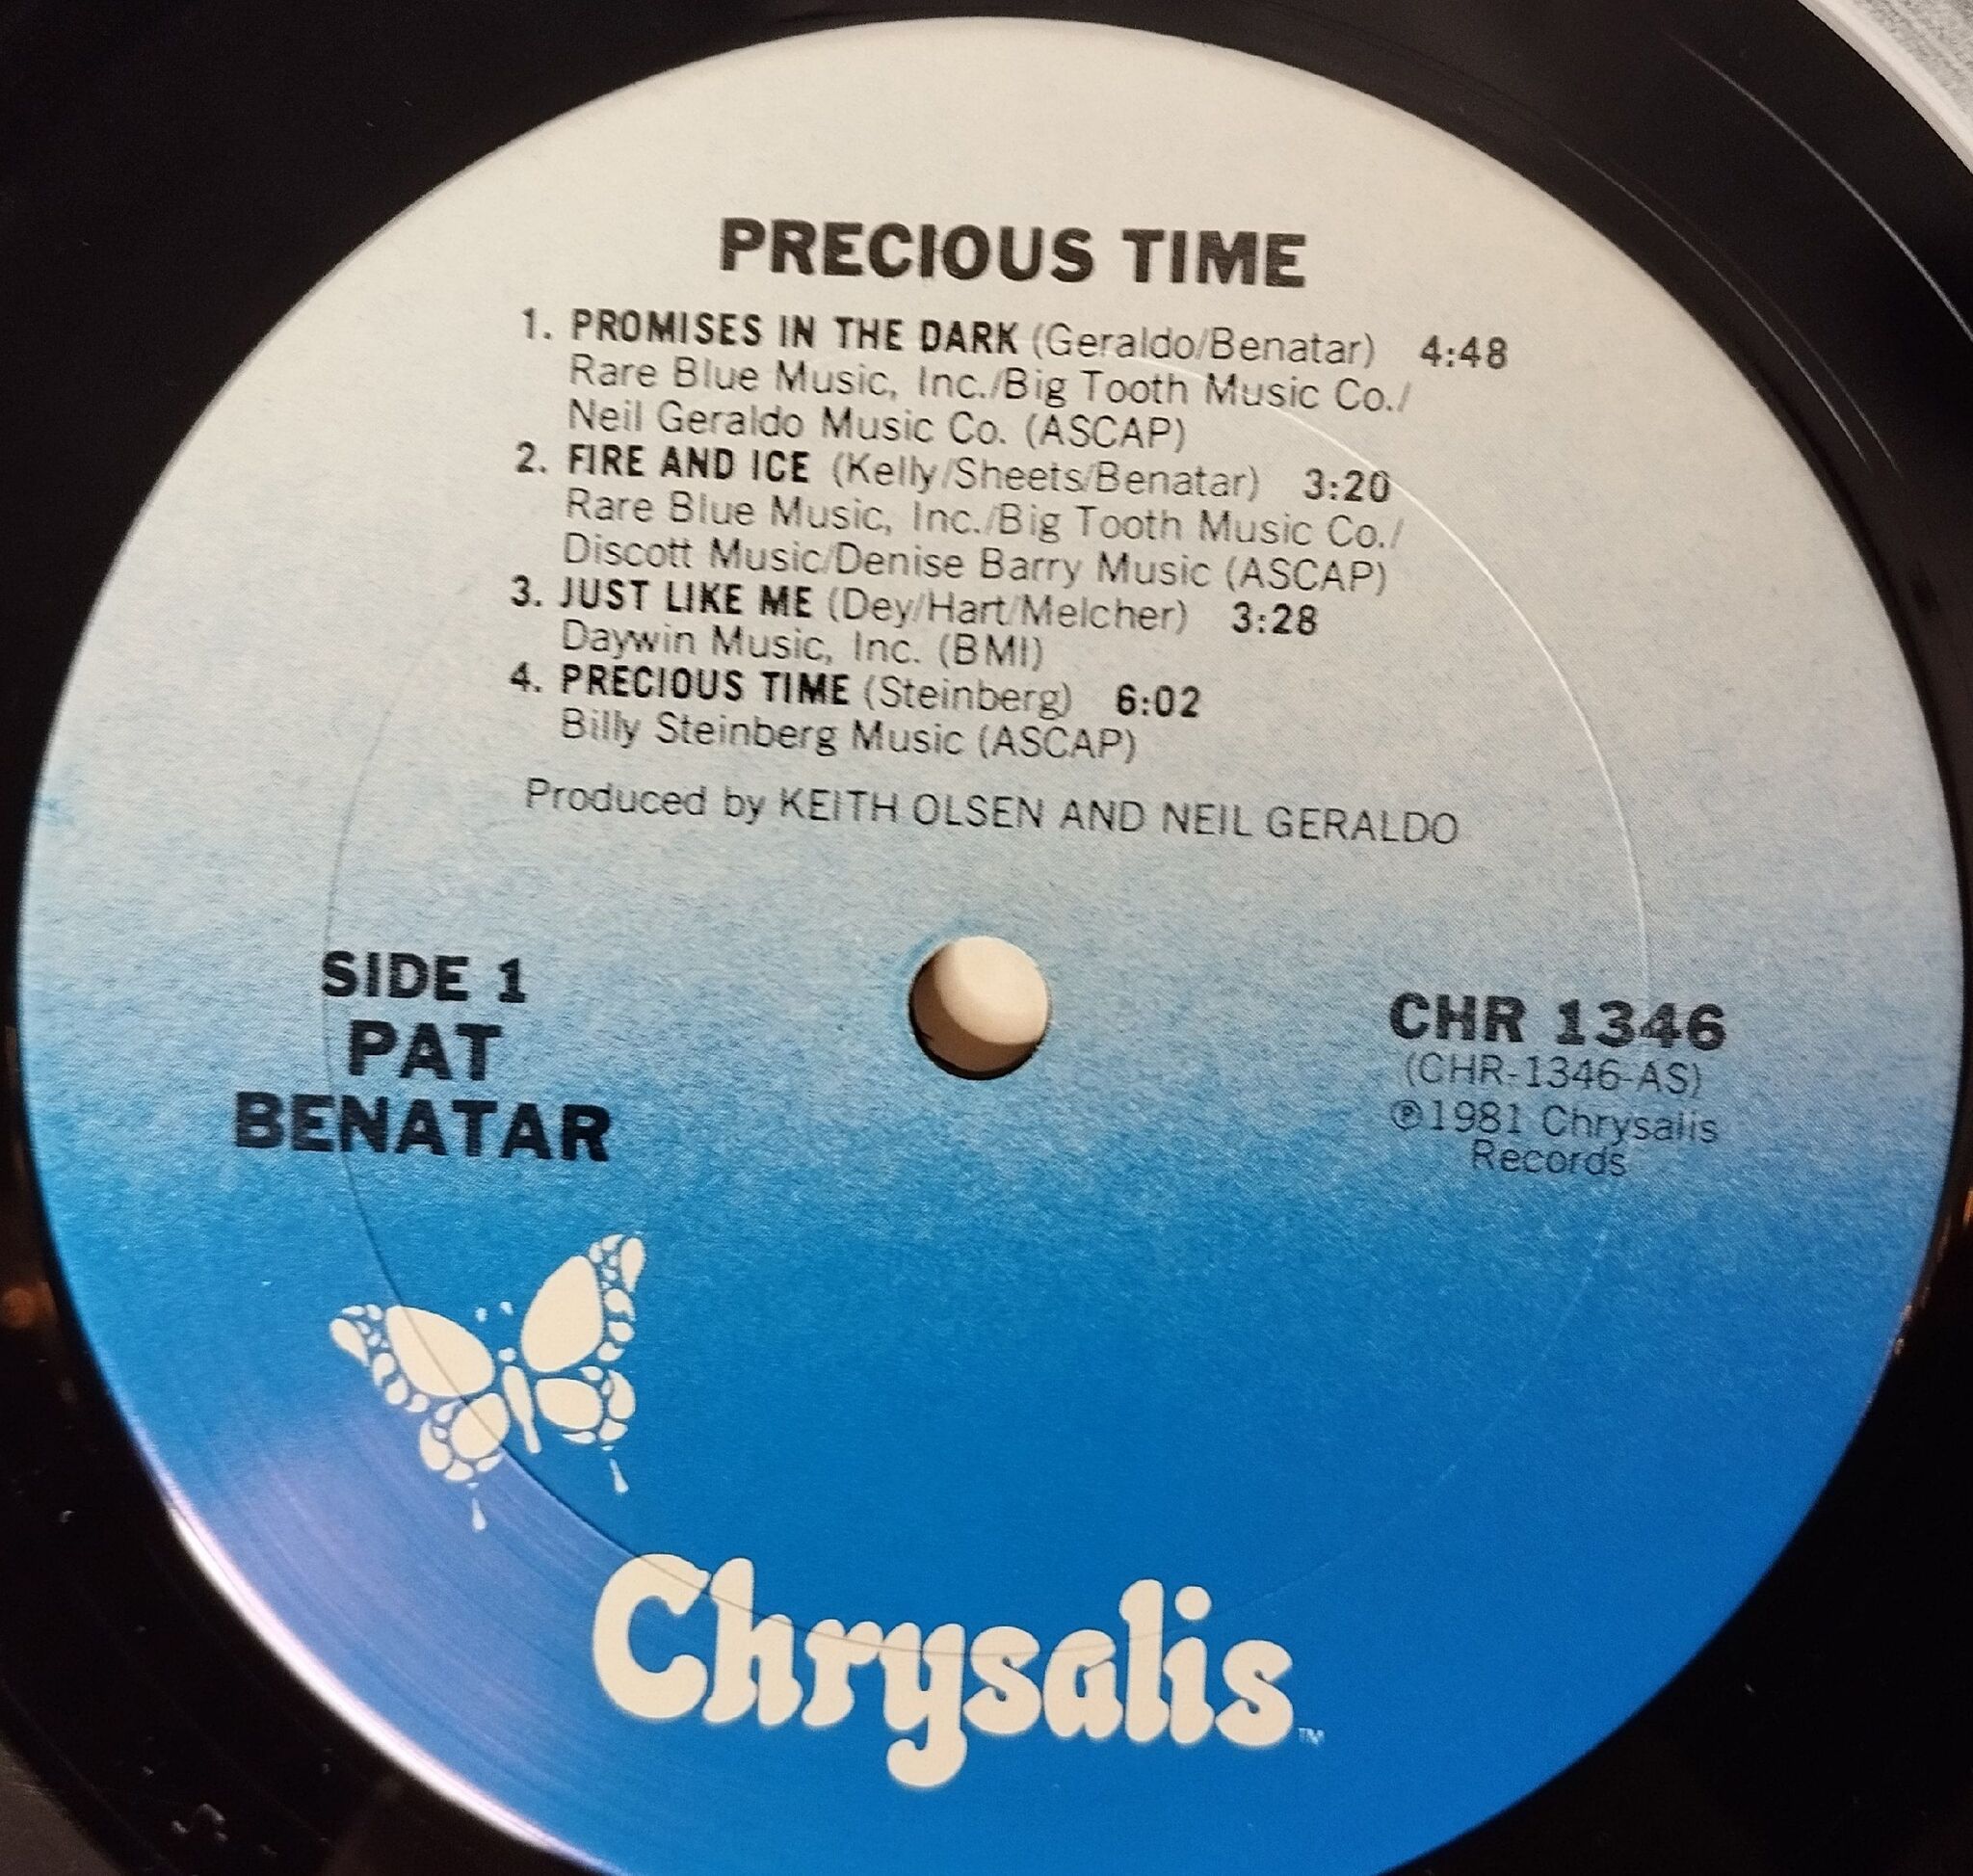 PRECIOUS TIME
1. PROMISES IN THE DARK (Geraldo/Benatar) 4:48
Rare Blue Music, Inc./Big Tooth Music Co./
Neil Geraldo Music Co. (ASCAP)
2. FIRE AND ICE (Kelly/Sheets/Benatar) 3:20
Rare Blue Music, Inc./Big Tooth Music Co./
Discott Music/Denise Barry Music (ASCAP)
3. JUST LIKE ME (Dey/Hart/Melcher) 3:28
Daywin Music, Inc. (BMI)
4. PRECIOUS TIME (Steinberg) 6:02
Billy Steinberg Music (ASCAP)
Produced by KEITH OLSEN AND NEIL GERALDO
SIDE 1
PAT
BENATAR
CHR 1346
(CHR-1346-AS)
℗1981 Chrysalis
Records
Chrysalis™